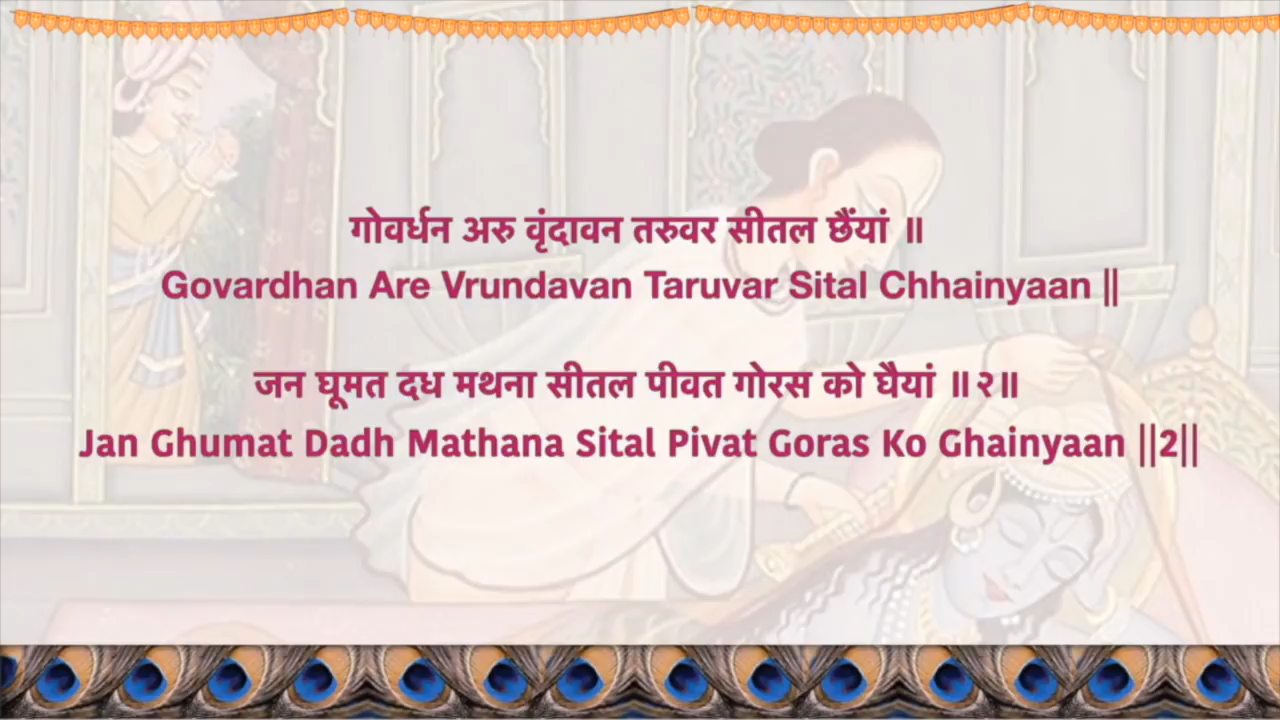 गोवर्धन अरु वृंदावन तरुवर सीतल छैंयां ॥
Govardhan Are Vrundavan Taruvar Sital Chhainyaan ||
जन घूमत दध मथना सीतल पीवत गोरस को घैयां ॥२॥
Jan Ghumat Dadh Mathana Sital Pivat Goras Ko Ghainyaan ||2||